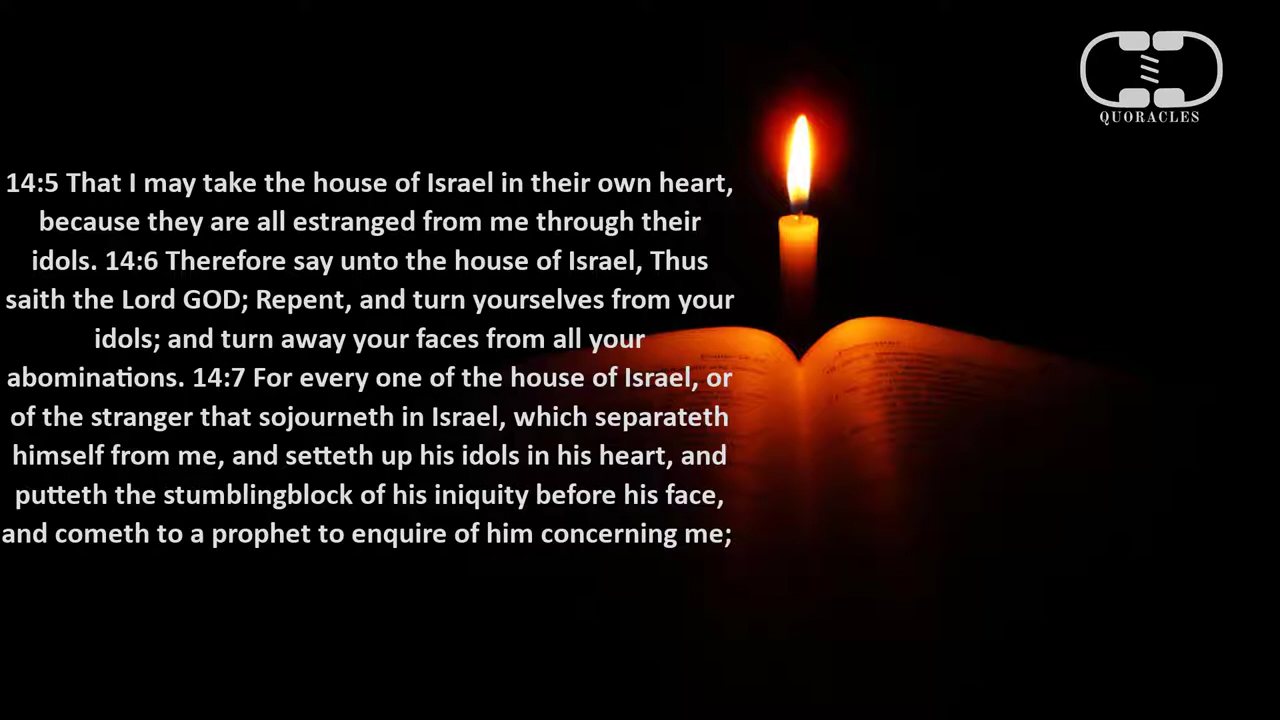 QUORACLES
14:5 That I may take the house of Israel in their own heart,
because they are all estranged from me through their
idols. 14:6 Therefore say unto the house of Israel, Thus
saith the Lord GOD; Repent, and turn yourselves from your
idols; and turn away your faces from all your
abominations. 14:7 For every one of the house of Israel, or
of the stranger that sojourneth in Israel, which separateth
himself from me, and setteth up his idols in his heart, and
putteth the stumblingblock of his iniquity before his face,
and cometh to a prophet to enquire of him concerning me;